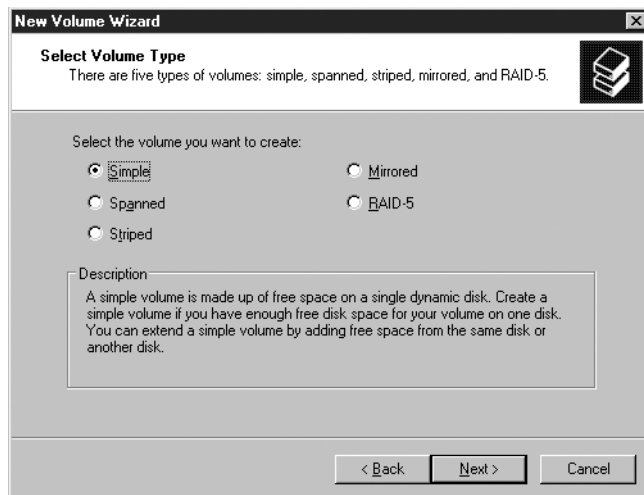 New Volume Wizard
Select Volume Type
There are five types of volumes: simple, spanned, striped, mirrored, and RAID-5.
Select the volume you want to create:
Simple
Mirrored
Spanned
RAID-5
Striped
Description
A simple volume is made up of free space on a single dynamic disk. Create a
simple volume if you have enough free disk space for your volume on one disk.
You can extend a simple volume by adding free space from the same disk or
another disk.
< Back
Next >
Cancel